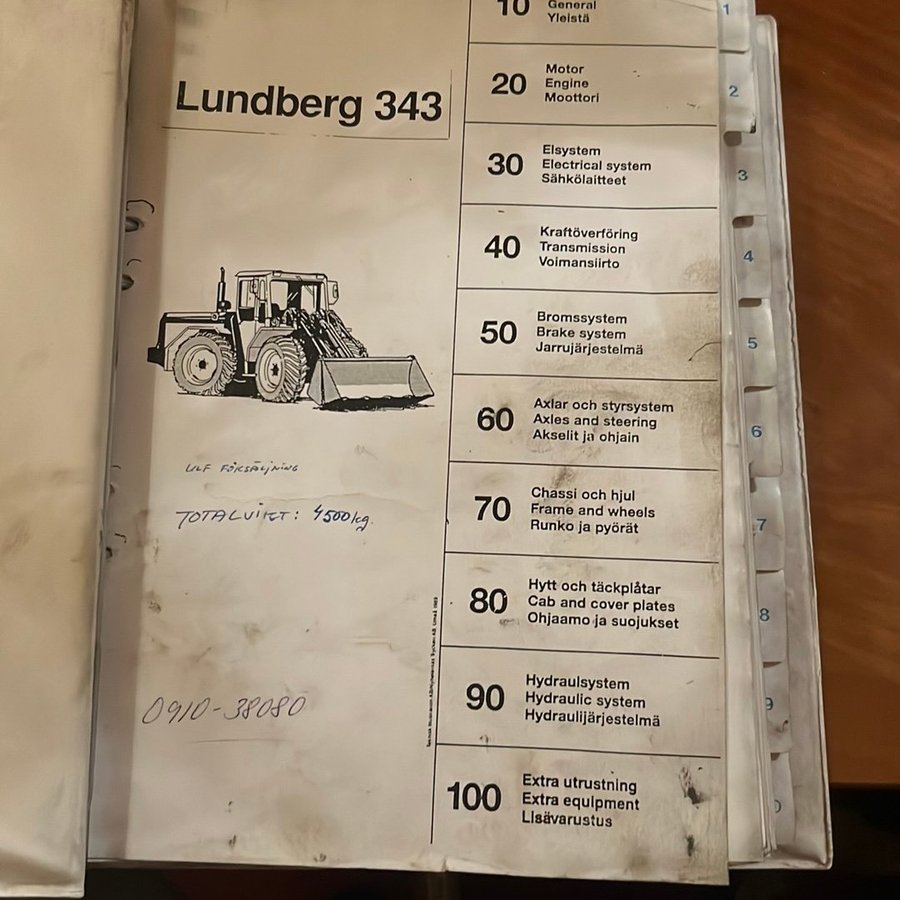 Lundberg 343
ULF FÖRSÄLJNING
TOTALVIKT: 4500kg.
0910-38080
10
General
Yleistä
20
Motor
Engine
Moottori
30
Elsystem
Electrical system
Sähkölaitteet
40
Kraftöverföring
Transmission
Voimansiirto
50
Bromssystem
Brake system
Jarrujärjestelmä
60
Axlar och styrsystem
Axles and steering
Akselit ja ohjain
70
Chassi och hjul
Frame and wheels
Runko ja pyörät
80
Hytt och täckplåtar
Cab and cover plates
Ohjaamo ja suojukset
90
Hydraulsystem
Hydraulic system
Hydraulijärjestelmä
100
Extra utrustning
Extra equipment
Lisävarustus
1
2
3
4
5
6
7
8
9